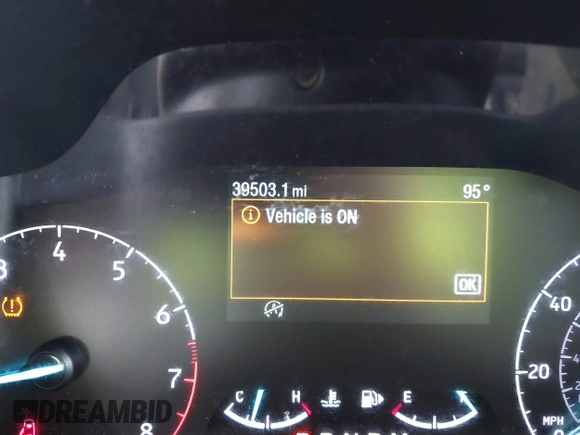 39503.1 mi 95°
Vehicle is ON
OK
3 4 5 6 7 8
40
20
MPH
C H E
DREAMBID